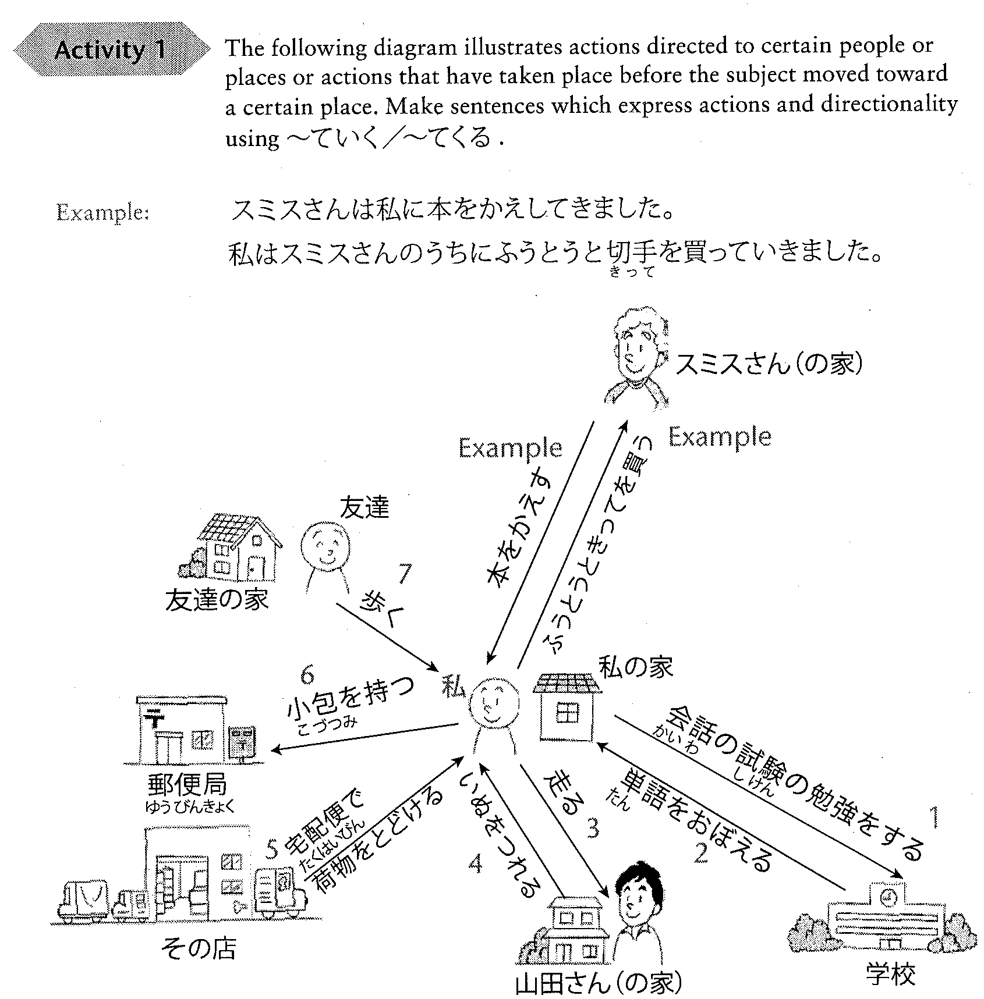 Activity 1
The following diagram illustrates actions directed to certain people or
places or actions that have taken place before the subject moved toward
a certain place. Make sentences which express actions and directionality
using ～ていく／～てくる .
Example:
スミスさんは私に本をかえしてきました。
私はスミスさんのうちにふうとうと切手を買っていきました。
きって
スミスさん（の家）
Example
Example
本をかえす
ふうとうときってを買う
友達
友達の家
7
歩く
6
小包を持つ
こづつみ
私
私の家
郵便局
ゆうびんきょく
会話の試験の勉強をする
かいわ
しけん
1
単語をおぼえる
たん
2
走る
3
いぬをつれる
4
5
宅配便で
たくはいびん
荷物をとどける
その店
山田さん（の家）
学校